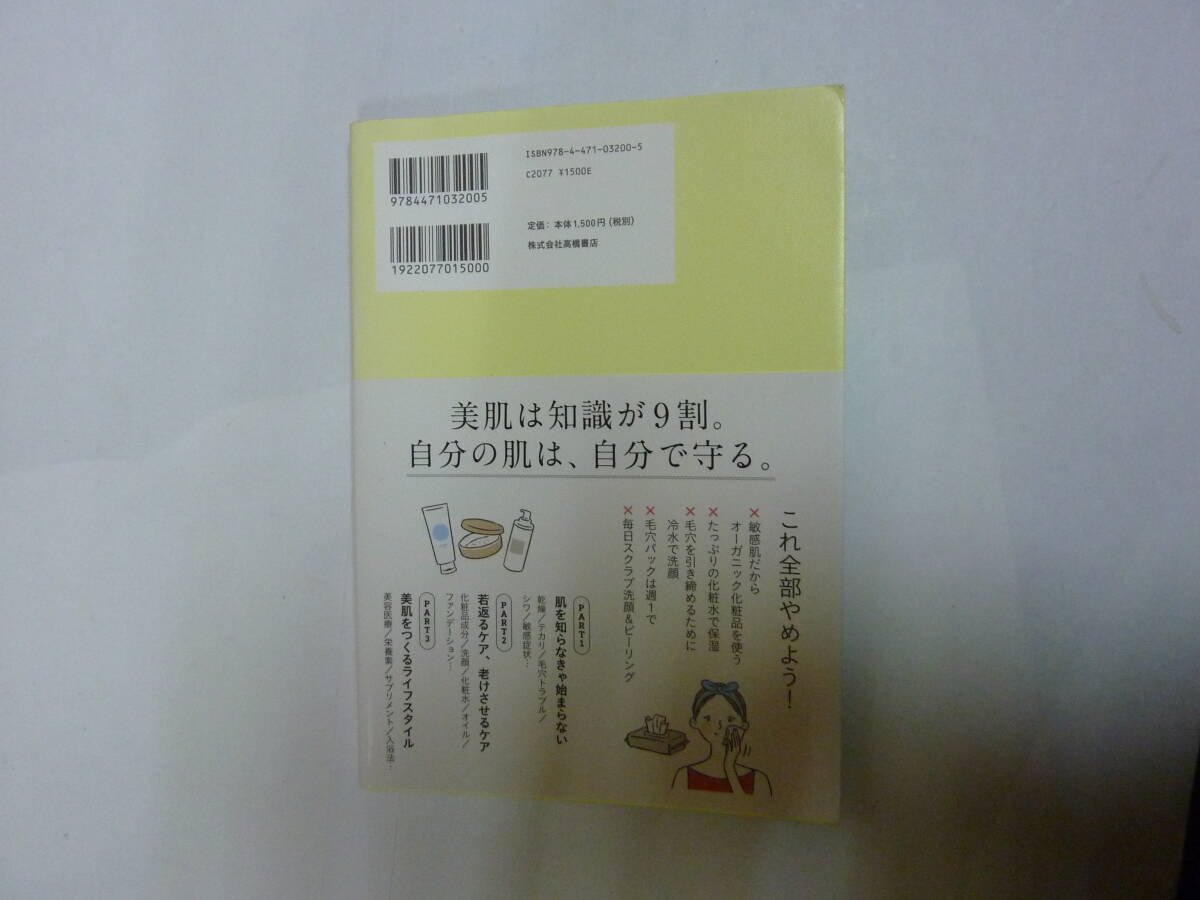 ISBN978-4-471-03200-5
C2077 ¥1500E
9784471032005
定価：本体1,500円（税別）
株式会社高橋書店
1922077015000
美肌は知識が9割。
自分の肌は、自分で守る。
これ全部やめよう！
×敏感肌だから
オーガニック化粧品を使う
×たっぷりの化粧水で保湿
×毛穴を引き締めるために
冷水で洗顔
×毛穴パックは週1で
×毎日スクラブ洗顔&ピーリング
PART1
肌を知らなきゃ始まらない
乾燥／テカリ／毛穴トラブル／
シワ／敏感症状…
PART2
若返るケア、老けさせるケア
化粧品成分／洗顔／化粧水／オイル／
ファンデーション…
PART3
美肌をつくるライフスタイル
美容医療／栄養素／サプリメント／入浴法…